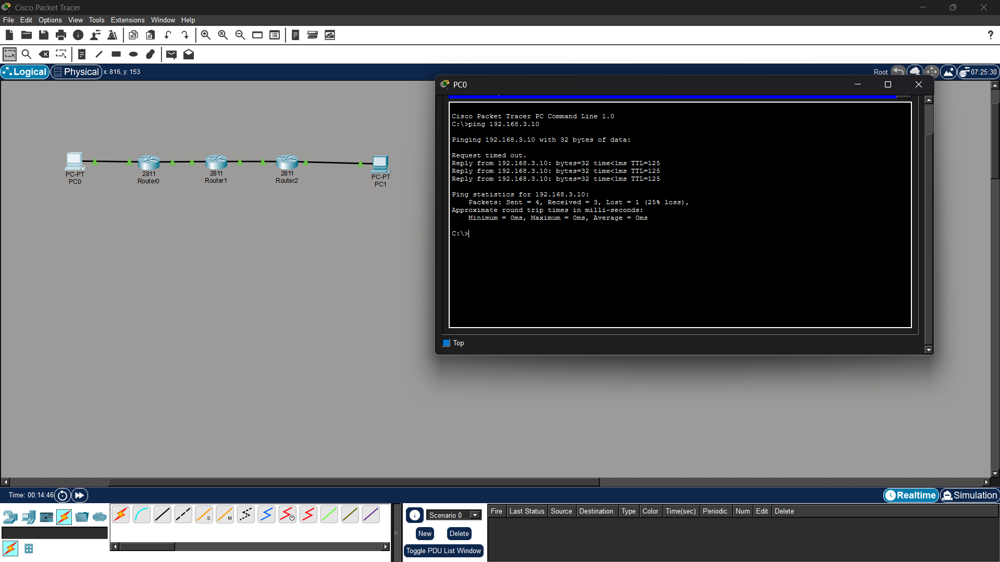 Cisco Packet Tracer
File Edit Options View Tools Extensions Window Help
?
Logical Physical x: 816, y: 153
Root 07:25:30
PC0
Cisco Packet Tracer PC Command Line 1.0
C:\>ping 192.168.3.10
Pinging 192.168.3.10 with 32 bytes of data:
Request timed out.
Reply from 192.168.3.10: bytes=32 time<1ms TTL=125
Reply from 192.168.3.10: bytes=32 time<1ms TTL=125
Reply from 192.168.3.10: bytes=32 time<1ms TTL=125
Ping statistics for 192.168.3.10:
Packets: Sent = 4, Received = 3, Lost = 1 (25% loss),
Approximate round trip times in milli-seconds:
Minimum = 0ms, Maximum = 0ms, Average = 0ms
C:\>
Top
PC-PT
PC0
2811
Router0
2811
Router1
2811
Router2
PC-PT
PC1
Time: 00:14:46
Realtime Simulation
S
M
Scenario 0
New Delete
Toggle PDU List Window
Fire Last Status Source Destination Type Color Time(sec) Periodic Num Edit Delete